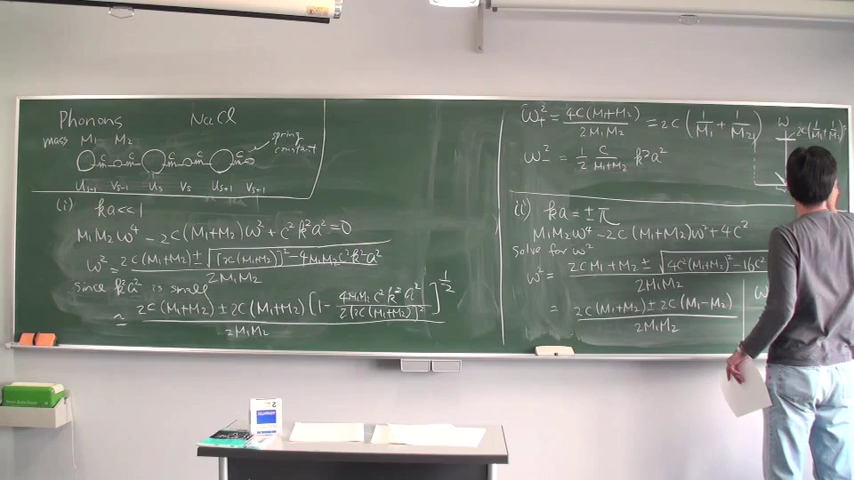 Phonons NaCl
mass M₁ M₂
C C C C C
spring constant
Us-1 Vs-1 Us Vs Us+1 Vs+1
(i) ka<<1
M₁M₂ω⁴ - 2C(M₁+M₂)ω² + C²k²a² = 0
ω² = 2C(M₁+M₂) ± √([2C(M₁+M₂)]² - 4M₁M₂C²k²a²) / 2M₁M₂
since k²a² is small
≃ 2C(M₁+M₂) ± 2C(M₁+M₂) [1 - 4M₁M₂C²k²a² / 2[2C(M₁+M₂)]²]^½ / 2M₁M₂
ω₊² = 4C(M₁+M₂) / 2M₁M₂ = 2C(1/M₁ + 1/M₂)
ω₋² = 1/2 C/(M₁+M₂) k²a²
ω
2C(1/M₁+1/M₂)
(ii) ka = ±π
M₁M₂ω⁴ - 2C(M₁+M₂)ω² + 4C²
solve for ω²
ω² = 2C M₁+M₂ ± √(4C²(M₁+M₂)² - 16C² / 2M₁M₂
= 2C(M₁+M₂) ± 2C(M₁-M₂) / 2M₁M₂